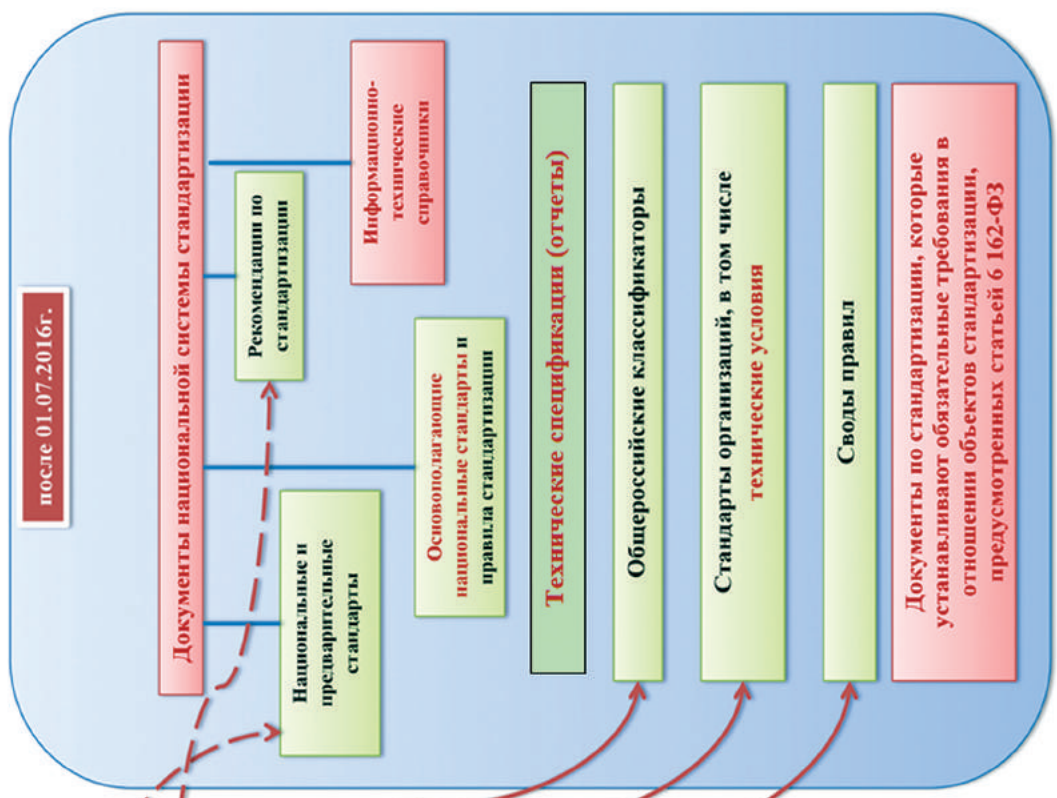 после 01.07.2016г.
Документы национальной системы стандартизации
Национальные и
предварительные
стандарты
Основополагающие
национальные стандарты и
правила стандартизации
Рекомендации по
стандартизации
Информационно-
технические
справочники
Технические спецификации (отчеты)
Общероссийские классификаторы
Стандарты организаций, в том числе
технические условия
Своды правил
Документы по стандартизации, которые
устанавливают обязательные требования в
отношении объектов стандартизации,
предусмотренных статьей 6 162-ФЗ